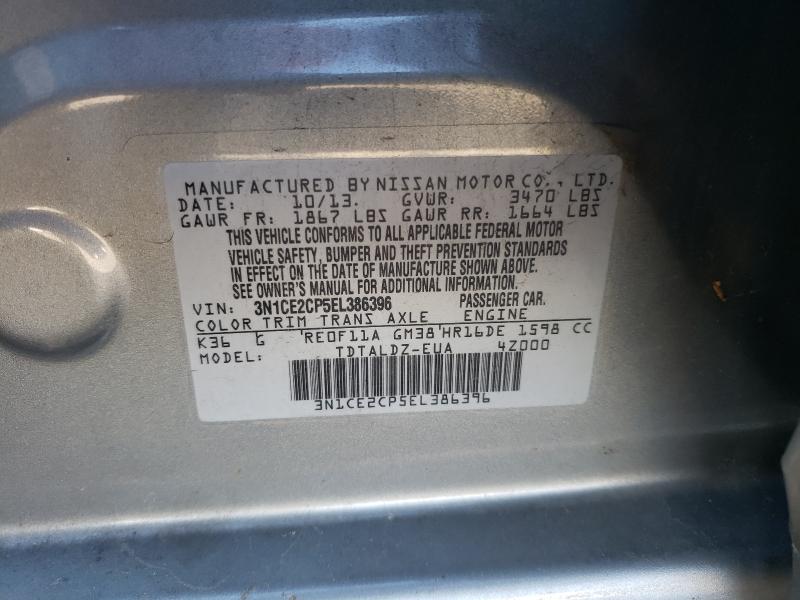 MANUFACTURED BY NISSAN MOTOR CO., LTD.
DATE: 10/13. GVWR: 3470 LBS
GAWR FR: 1867 LBS GAWR RR: 1664 LBS
THIS VEHICLE CONFORMS TO ALL APPLICABLE FEDERAL MOTOR
VEHICLE SAFETY, BUMPER AND THEFT PREVENTION STANDARDS
IN EFFECT ON THE DATE OF MANUFACTURE SHOWN ABOVE.
SEE OWNER'S MANUAL FOR ADDITIONAL INFORMATION.
VIN: 3N1CE2CP5EL386396 PASSENGER CAR.
COLOR TRIM TRANS AXLE ENGINE
K36 G 'RE0F11A GM38'HR16DE 1598 CC
MODEL: TDTALDZ-EUA 4Z000
3N1CE2CP5EL386396